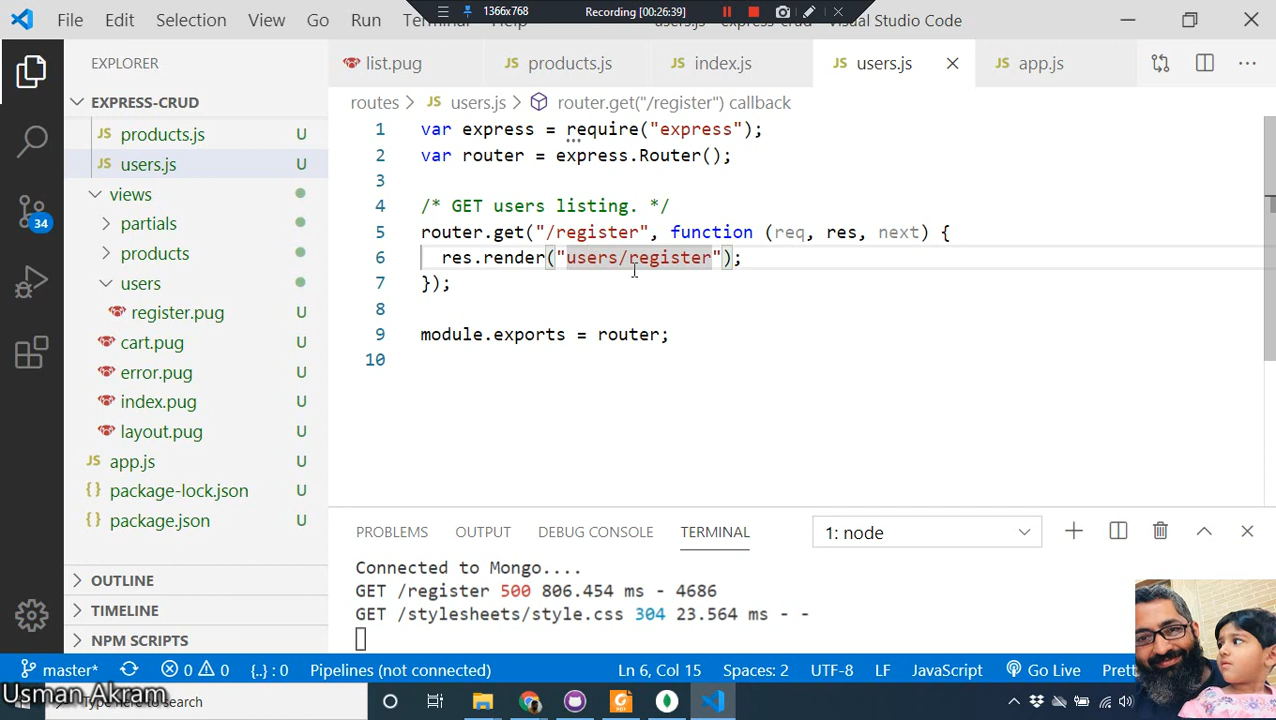 File Edit Selection View Go Run Terminal Help users.js - express-crud - Visual Studio Code
1366x768 Recording [00:26:39]
EXPLORER
list.pug products.js index.js users.js app.js
EXPRESS-CRUD
routes > users.js > router.get("/register") callback
products.js U
users.js U
views
partials
products
users
register.pug U
cart.pug U
error.pug U
index.pug U
layout.pug U
app.js U
package-lock.json U
package.json U
OUTLINE
TIMELINE
NPM SCRIPTS
34
1 var express = require("express");
2 var router = express.Router();
3
4 /* GET users listing. */
5 router.get("/register", function (req, res, next) {
6 res.render("users/register");
7 });
8
9 module.exports = router;
10
PROBLEMS OUTPUT DEBUG CONSOLE TERMINAL 1: node
Connected to Mongo....
GET /register 500 806.454 ms - 4686
GET /stylesheets/style.css 304 23.564 ms - -
master* 0 0 {..} : 0 Pipelines (not connected) Ln 6, Col 15 Spaces: 2 UTF-8 LF JavaScript Go Live
Usman Akram
Type here to search